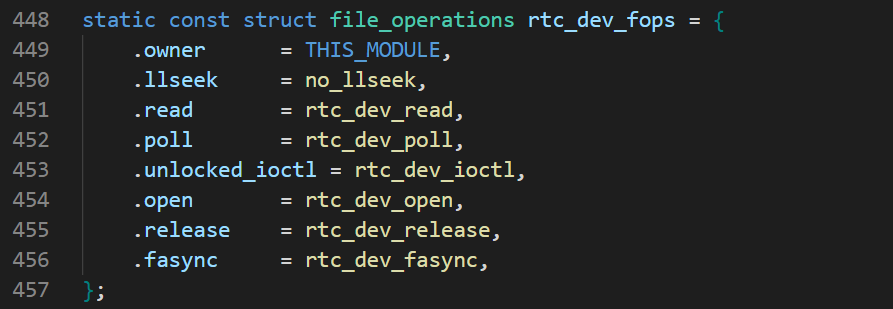 448 static const struct file_operations rtc_dev_fops = {
449     .owner      = THIS_MODULE,
450     .llseek     = no_llseek,
451     .read       = rtc_dev_read,
452     .poll       = rtc_dev_poll,
453     .unlocked_ioctl = rtc_dev_ioctl,
454     .open       = rtc_dev_open,
455     .release    = rtc_dev_release,
456     .fasync     = rtc_dev_fasync,
457 };